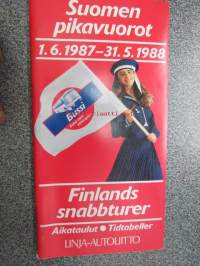 Suomen
pikavuorot
1.6.1987–31.5.1988
Bussi
Finlands
snabbturer
Aikataulut ● Tidtabeller
LINJA-AUTOLIITTO